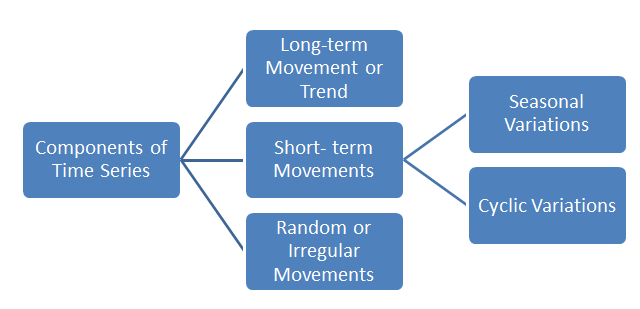 Components of
Time Series
Long-term
Movement or
Trend
Short- term
Movements
Random or
Irregular
Movements
Seasonal
Variations
Cyclic Variations